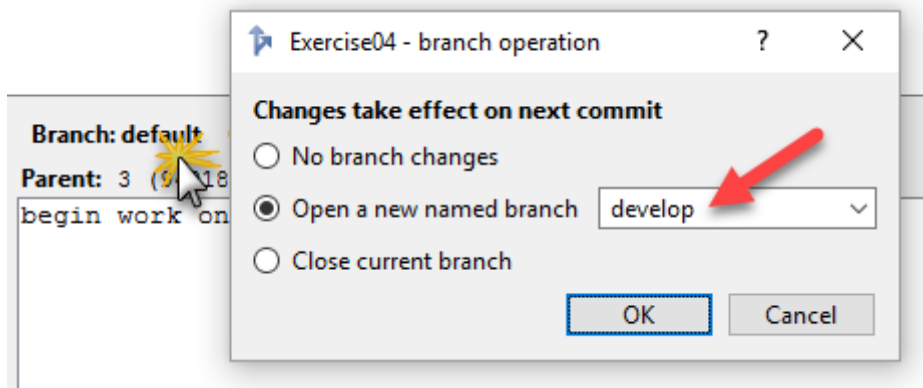 Exercise04 - branch operation
?
Changes take effect on next commit
Branch: default
No branch changes
Parent: 3
Open a new named branch
develop
begin work on
Close current branch
OK
Cancel